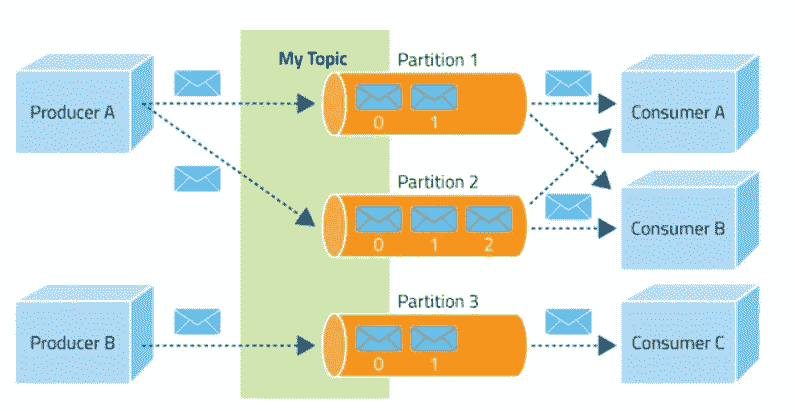 My Topic
Partition 1
Producer A
0 1
Consumer A
Partition 2
0 1 2
Consumer B
Partition 3
Producer B
0 1
Consumer C